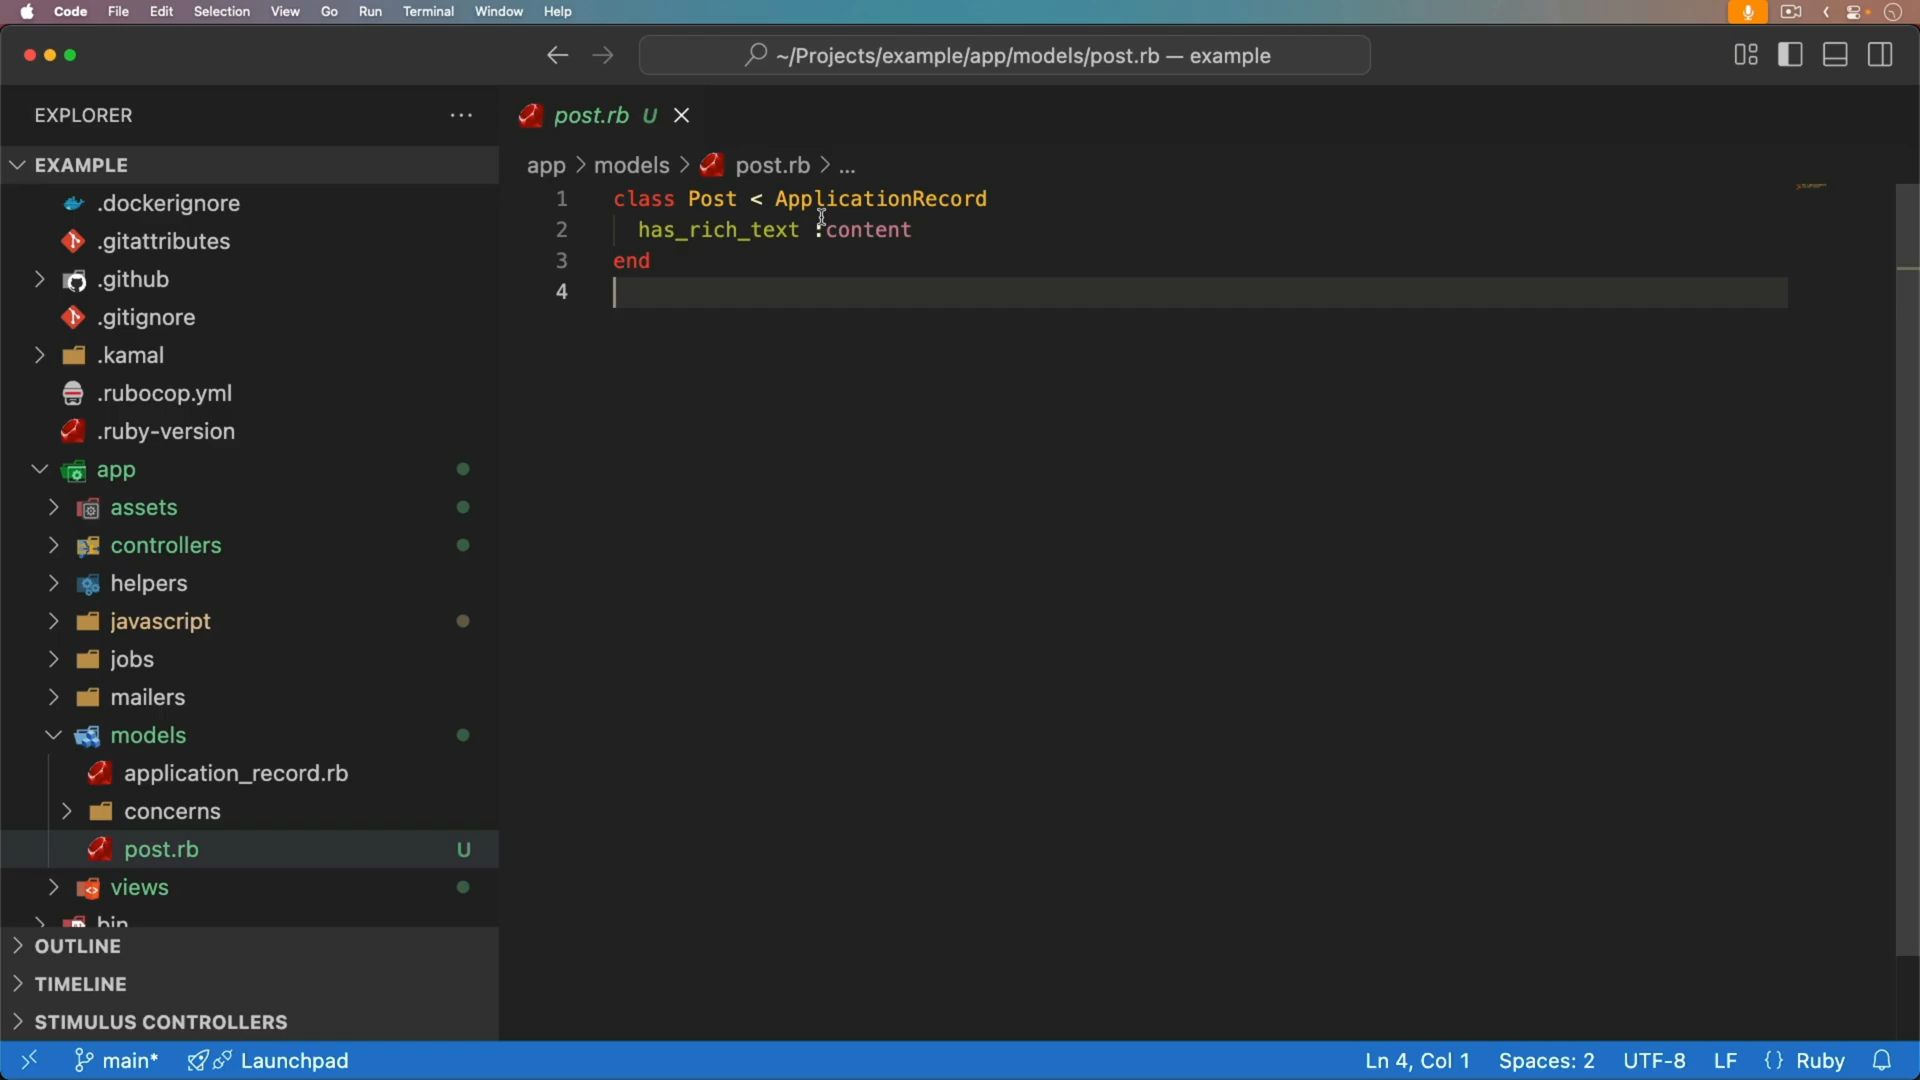 Code File Edit Selection View Go Run Terminal Window Help
~/Projects/example/app/models/post.rb — example
EXPLORER
post.rb U
EXAMPLE
app > models > post.rb > ...
.dockerignore
.gitattributes
.github
.gitignore
.kamal
.rubocop.yml
.ruby-version
app
assets
controllers
helpers
javascript
jobs
mailers
models
application_record.rb
concerns
post.rb U
views
bin
OUTLINE
TIMELINE
STIMULUS CONTROLLERS
1 class Post < ApplicationRecord
2 has_rich_text :content
3 end
4
main* Launchpad Ln 4, Col 1 Spaces: 2 UTF-8 LF {} Ruby